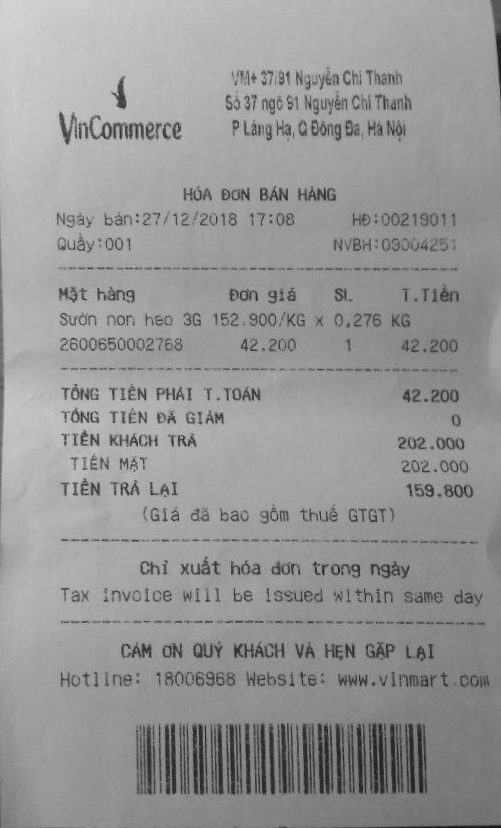 VinCommerce
VM+ 37.91 Nguyễn Chí Thanh
Số 37 ngõ 91 Nguyễn Chí Thanh
P Láng Hạ, Q Đông Đa, Hà Nội
HÓA ĐƠN BÁN HÀNG
Ngày bán:27/12/2018 17:08 HĐ:00219011
Quầy:001 NVBH:09004251
Mặt hàng Đơn giá SL T.Tiền
Sườn non heo 3G 152.900/KG x 0,276 KG
2600650002768 42.200 1 42.200
TỔNG TIỀN PHẢI T.TOÁN 42.200
TỔNG TIỀN ĐÃ GIẢM 0
TIỀN KHÁCH TRẢ 202.000
TIỀN MẶT 202.000
TIỀN TRẢ LẠI 159.800
(Giá đã bao gồm thuế GTGT)
Chỉ xuất hóa đơn trong ngày
Tax invoice will be issued within same day
CẢM ƠN QUÝ KHÁCH VÀ HẸN GẶP LẠI
Hotline: 18006968 Website: www.vinmart.com